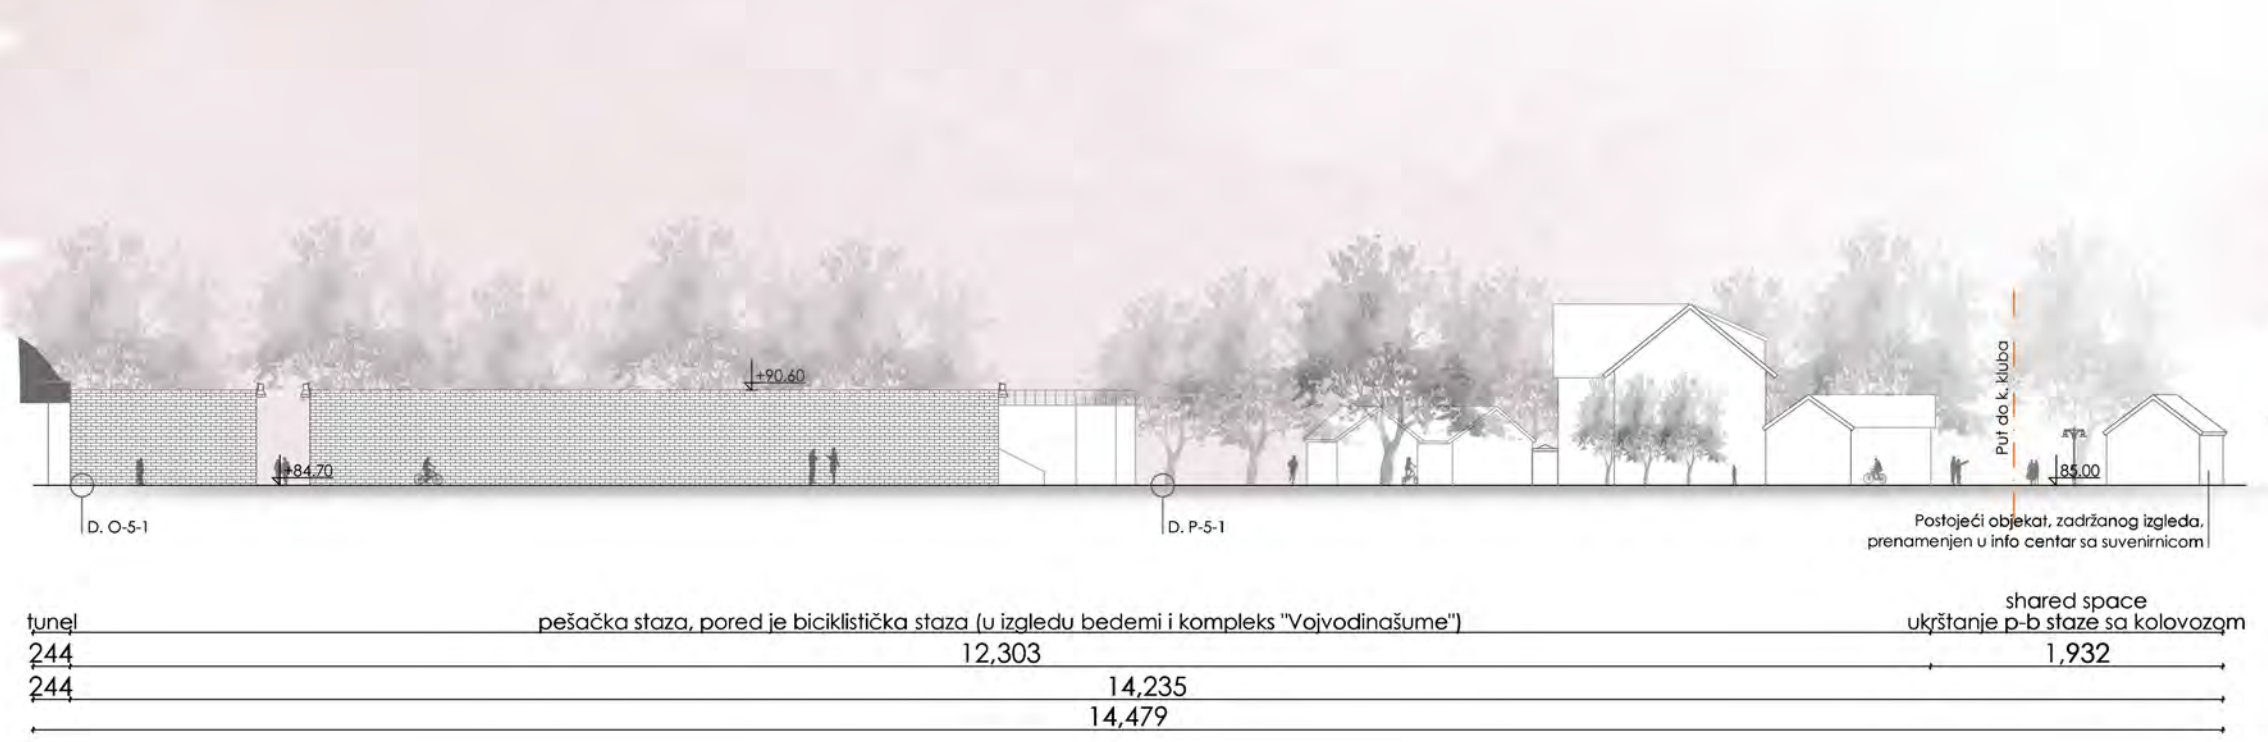 +90.60
+84.70
Put do k. kluba
85.00
D. O-5-1
D. P-5-1
Postojeći objekat, zadržanog izgleda,
prenamenjen u info centar sa suvenirnicom
tunel
pešačka staza, pored je biciklistička staza (u izgledu bedemi i kompleks "Vojvodinašume")
shared space
ukrštanje p-b staze sa kolovozom
244
12,303
1,932
244
14,235
14,479